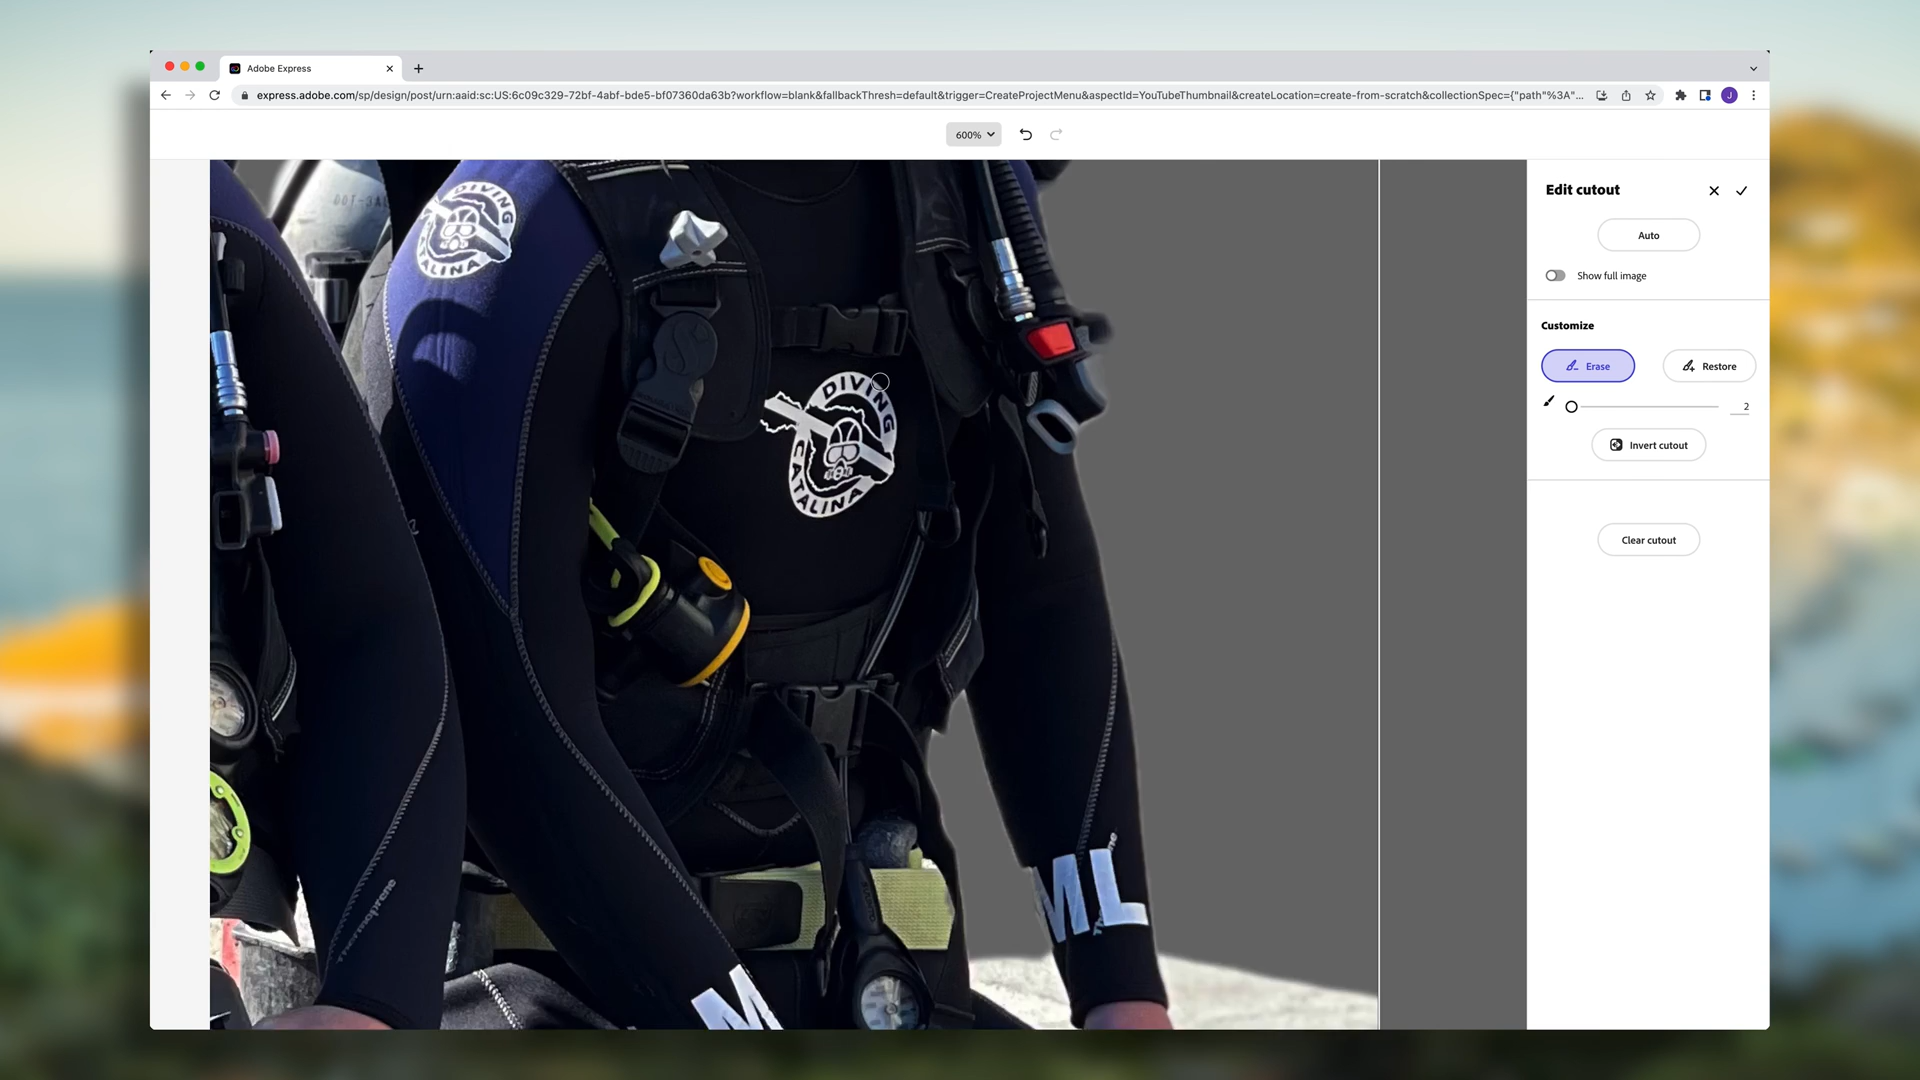 Adobe Express
express.adobe.com/sp/design/post/urn:aaid:sc:US:6c09c329-72bf-4abf-bde5-bf07360da63b?workflow=blank&fallbackThresh=default&trigger=CreateProjectMenu&aspectId=YouTubeThumbnail&createLocation=create-from-scratch&collectionSpec={"path"%3A"...
J
600%
Edit cutout
Auto
Show full image
Customize
Erase
Restore
2
Invert cutout
Clear cutout
DOT-3A
DIVING
CATALINA
DIVING
CATALINA
ML
M